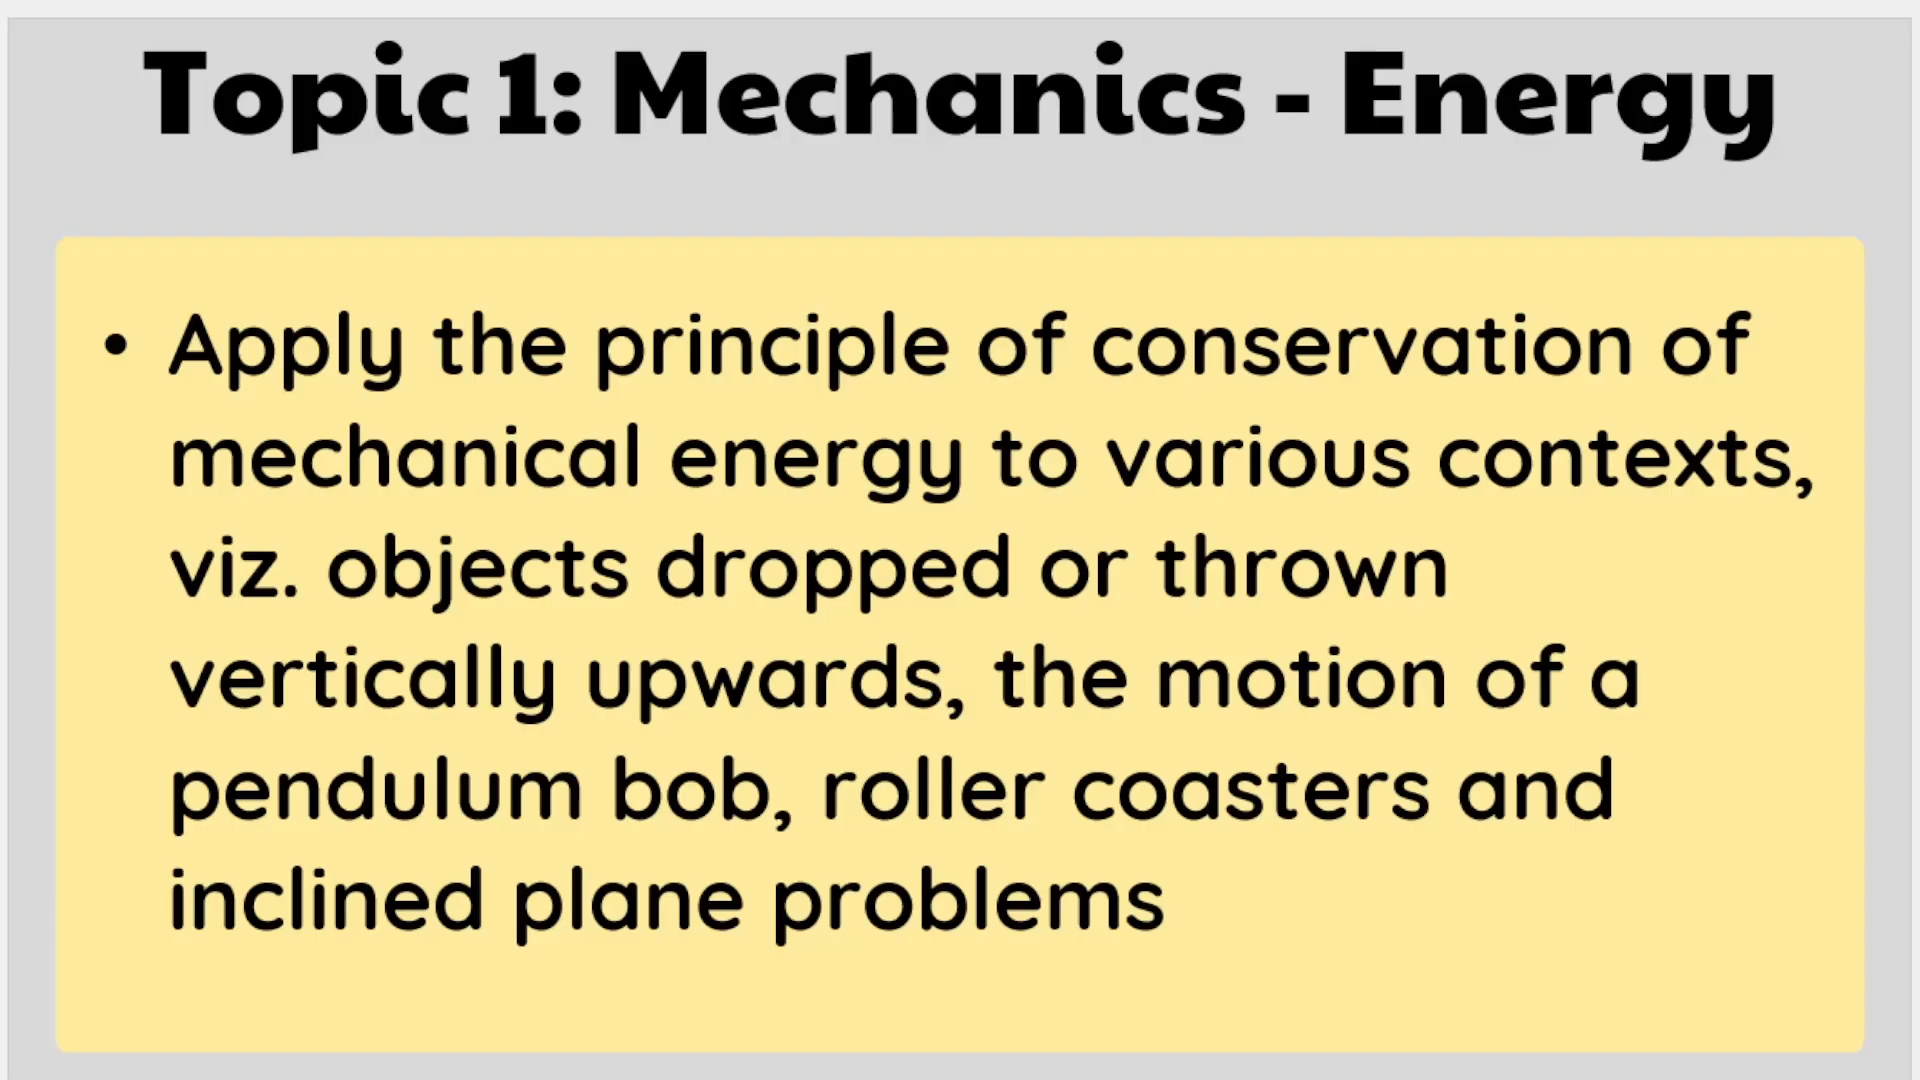 Topic 1: Mechanics - Energy
• Apply the principle of conservation of
mechanical energy to various contexts,
viz. objects dropped or thrown
vertically upwards, the motion of a
pendulum bob, roller coasters and
inclined plane problems